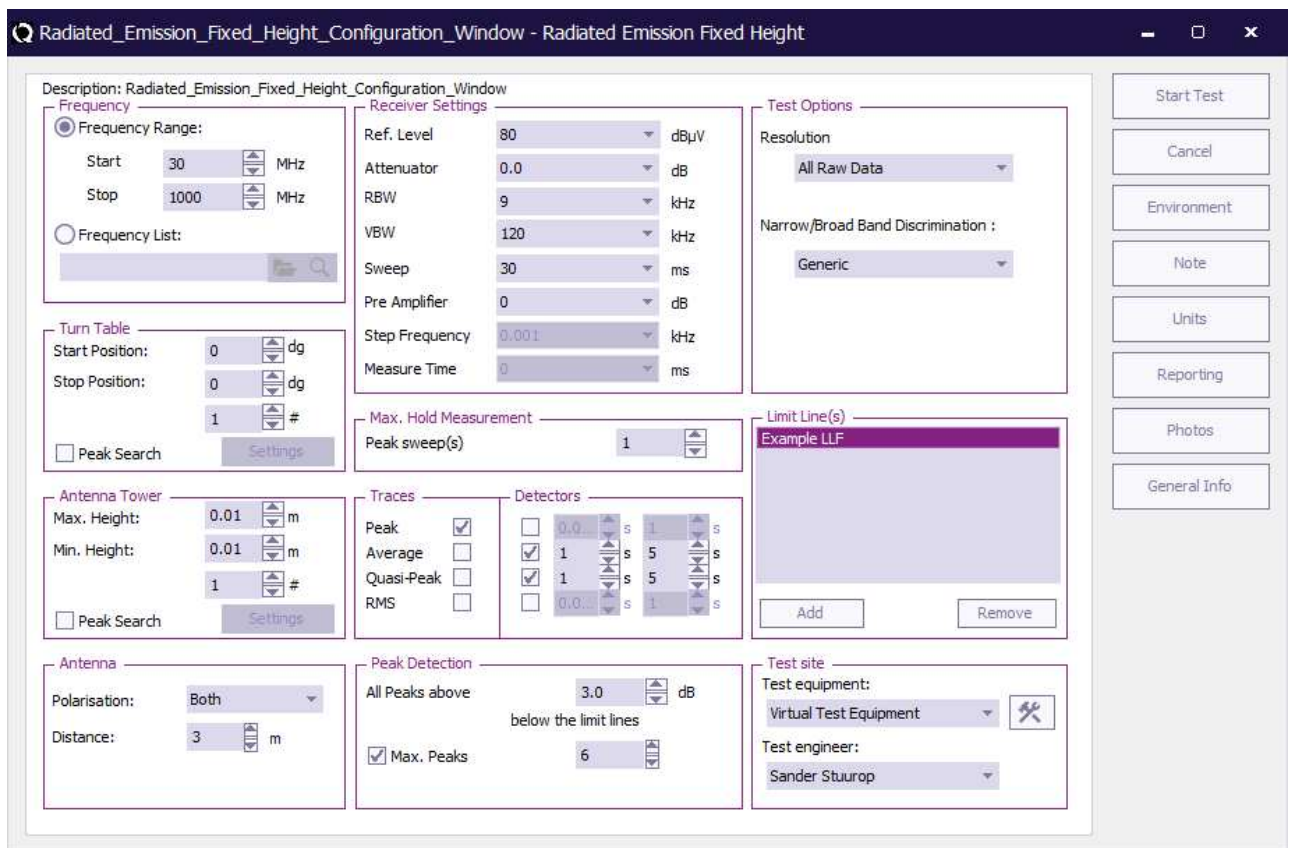 Radiated_Emission_Fixed_Height_Configuration_Window - Radiated Emission Fixed Height
Description: Radiated_Emission_Fixed_Height_Configuration_Window
Frequency
Frequency Range:
Start 30 MHz
Stop 1000 MHz
Frequency List:
Turn Table
Start Position: 0 dg
Stop Position: 0 dg
1 #
Peak Search Settings
Antenna Tower
Max. Height: 0.01 m
Min. Height: 0.01 m
1 #
Peak Search Settings
Antenna
Polarisation: Both
Distance: 3 m
Receiver Settings
Ref. Level 80 dBµV
Attenuator 0.0 dB
RBW 9 kHz
VBW 120 kHz
Sweep 30 ms
Pre Amplifier 0 dB
Step Frequency 0.001 kHz
Measure Time 0 ms
Max. Hold Measurement
Peak sweep(s) 1
Traces Detectors
Peak 0.0... s 1 s
Average 1 s 5 s
Quasi-Peak 1 s 5 s
RMS 0.0... s 1 s
Peak Detection
All Peaks above 3.0 dB
below the limit lines
Max. Peaks 6
Test Options
Resolution
All Raw Data
Narrow/Broad Band Discrimination :
Generic
Limit Line(s)
Example LLF
Add Remove
Test site
Test equipment:
Virtual Test Equipment
Test engineer:
Sander Stuurop
Start Test
Cancel
Environment
Note
Units
Reporting
Photos
General Info